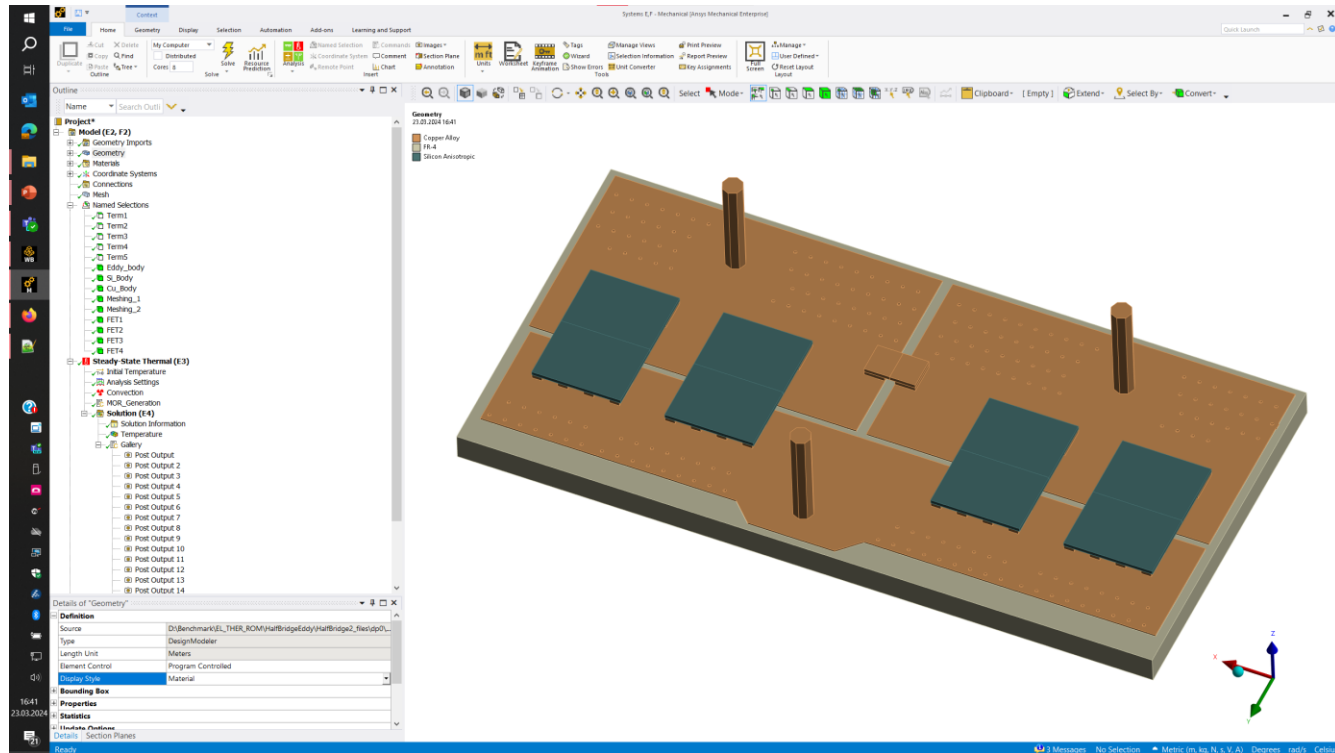 Context
Systems E,F - Mechanical [Ansys Mechanical Enterprise]
File Home Geometry Display Selection Automation Add-ons Learning and Support
Quick Launch
Duplicate
Cut
Copy
Paste
Delete
Find
Tree
Outline
My Computer
Distributed
Cores 8
Solve
Resource Prediction
Solve
Analysis
Named Selection
Coordinate System
Remote Point
Commands
Comment
Chart
Images
Section Plane
Annotation
Insert
Units
Worksheet
Keyframe Animation
Tags
Wizard
Show Errors
Manage Views
Selection Information
Unit Converter
Print Preview
Report Preview
Key Assignments
Tools
Full Screen
Manage
User Defined
Reset Layout
Layout
Outline
Name
Search Outli
Select Mode
Clipboard [ Empty ] Extend Select By Convert
Project*
Model (E2, F2)
Geometry Imports
Geometry
Materials
Coordinate Systems
Connections
Mesh
Named Selections
Term1
Term2
Term3
Term4
Term5
Eddy_body
Si_Body
Cu_Body
Meshing_1
Meshing_2
FET1
FET2
FET3
FET4
Steady-State Thermal (E3)
Initial Temperature
Analysis Settings
Convection
MOR_Generation
Solution (E4)
Solution Information
Temperature
Gallery
Post Output
Post Output 2
Post Output 3
Post Output 4
Post Output 5
Post Output 6
Post Output 7
Post Output 8
Post Output 9
Post Output 10
Post Output 11
Post Output 12
Post Output 13
Post Output 14
Geometry
23.03.2024 16:41
Copper Alloy
FR-4
Silicon Anisotropic
Z
X
Y
Details of "Geometry"
Definition
Source D:\Benchmark\EL_THER_ROM\HalfBridgeEddy\HalfBridge2_files\dp0\...
Type DesignModeler
Length Unit Meters
Element Control Program Controlled
Display Style Material
Bounding Box
Properties
Statistics
Update Options
Details Section Planes
Ready
3 Messages No Selection Metric (m, kg, N, s, V, A) Degrees rad/s Celsiu
WB
M
16:41
23.03.2024
21